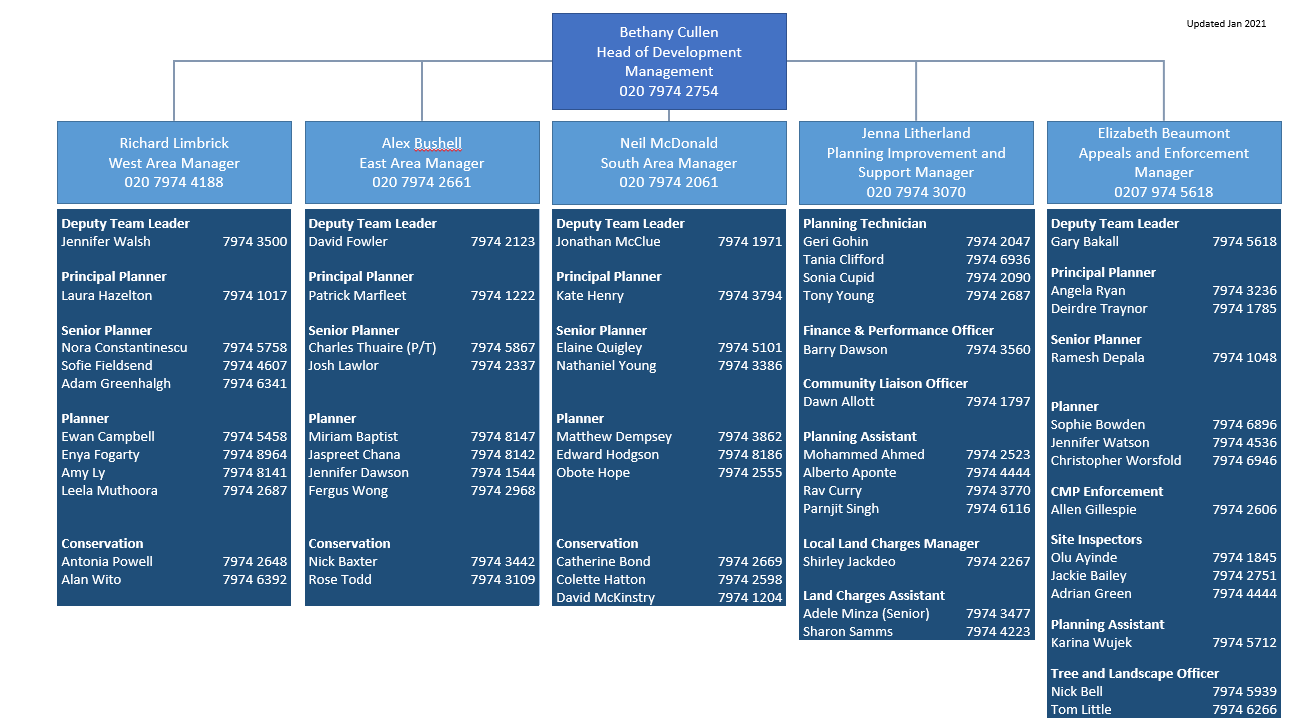 Updated Jan 2021
Bethany Cullen
Head of Development
Management
020 7974 2754
Richard Limbrick
West Area Manager
020 7974 4188
Deputy Team Leader
Jennifer Walsh 7974 3500
Principal Planner
Laura Hazelton 7974 1017
Senior Planner
Nora Constantinescu 7974 5758
Sofie Fieldsend 7974 4607
Adam Greenhalgh 7974 6341
Planner
Ewan Campbell 7974 5458
Enya Fogarty 7974 8964
Amy Ly 7974 8141
Leela Muthoora 7974 2687
Conservation
Antonia Powell 7974 2648
Alan Wito 7974 6392
Alex Bushell
East Area Manager
020 7974 2661
Deputy Team Leader
David Fowler 7974 2123
Principal Planner
Patrick Marfleet 7974 1222
Senior Planner
Charles Thuaire (P/T) 7974 5867
Josh Lawlor 7974 2337
Planner
Miriam Baptist 7974 8147
Jaspreet Chana 7974 8142
Jennifer Dawson 7974 1544
Fergus Wong 7974 2968
Conservation
Nick Baxter 7974 3442
Rose Todd 7974 3109
Neil McDonald
South Area Manager
020 7974 2061
Deputy Team Leader
Jonathan McClue 7974 1971
Principal Planner
Kate Henry 7974 3794
Senior Planner
Elaine Quigley 7974 5101
Nathaniel Young 7974 3386
Planner
Matthew Dempsey 7974 3862
Edward Hodgson 7974 8186
Obote Hope 7974 2555
Conservation
Catherine Bond 7974 2669
Colette Hatton 7974 2598
David McKinstry 7974 1204
Jenna Litherland
Planning Improvement and
Support Manager
020 7974 3070
Planning Technician
Geri Gohin 7974 2047
Tania Clifford 7974 6936
Sonia Cupid 7974 2090
Tony Young 7974 2687
Finance & Performance Officer
Barry Dawson 7974 3560
Community Liaison Officer
Dawn Allott 7974 1797
Planning Assistant
Mohammed Ahmed 7974 2523
Alberto Aponte 7974 4444
Rav Curry 7974 3770
Parnjit Singh 7974 6116
Local Land Charges Manager
Shirley Jackdeo 7974 2267
Land Charges Assistant
Adele Minza (Senior) 7974 3477
Sharon Samms 7974 4223
Elizabeth Beaumont
Appeals and Enforcement
Manager
0207 974 5618
Deputy Team Leader
Gary Bakall 7974 5618
Principal Planner
Angela Ryan 7974 3236
Deirdre Traynor 7974 1785
Senior Planner
Ramesh Depala 7974 1048
Planner
Sophie Bowden 7974 6896
Jennifer Watson 7974 4536
Christopher Worsfold 7974 6946
CMP Enforcement
Allen Gillespie 7974 2606
Site Inspectors
Olu Ayinde 7974 1845
Jackie Bailey 7974 2751
Adrian Green 7974 4444
Planning Assistant
Karina Wujek 7974 5712
Tree and Landscape Officer
Nick Bell 7974 5939
Tom Little 7974 6266